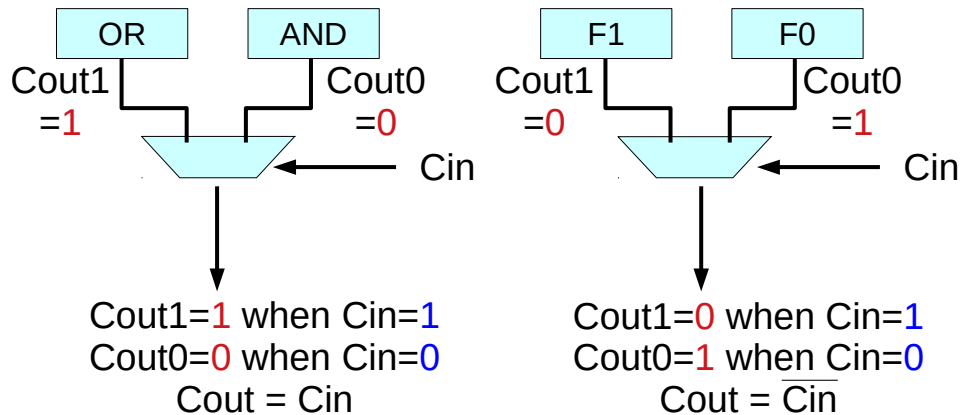 OR
AND
Cout1
=1
Cout0
=0
Cin
Cout1=1 when Cin=1
Cout0=0 when Cin=0
Cout = Cin
F1
F0
Cout1
=0
Cout0
=1
Cin
Cout1=0 when Cin=1
Cout0=1 when Cin=0
Cout = C̅i̅n̅